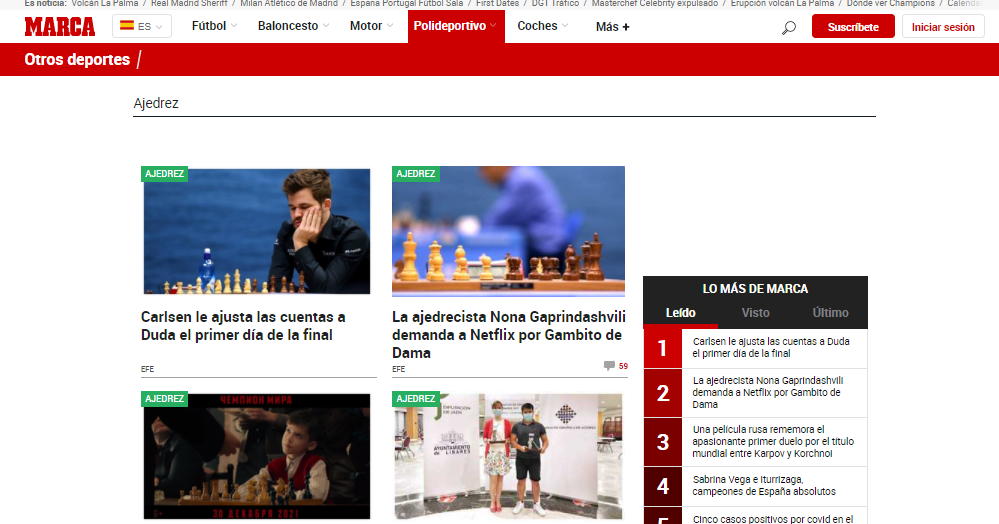 Es noticia: Volcán La Palma / Real Madrid Sheriff / Milan Atlético de Madrid / España Portugal Fútbol Sala / First Dates / DGT Tráfico / Masterchef Celebrity expulsado / Erupción volcán La Palma / Dónde ver Champions / Calenda
MARCA
ES
Fútbol
Baloncesto
Motor
Polideportivo
Coches
Más +
Suscríbete
Iniciar sesión
Otros deportes /
Ajedrez
AJEDREZ
Carlsen le ajusta las cuentas a
Duda el primer día de la final
EFE
AJEDREZ
La ajedrecista Nona Gaprindashvili
demanda a Netflix por Gambito de
Dama
EFE
59
AJEDREZ
ЧЕМПИОН МИРА
6+
30 ДЕКАБРЯ 2021
AJEDREZ
DIPUTACIÓN
DE JAÉN
AYUNTAMIENTO
DE LINARES
LO MÁS DE MARCA
Leído
Visto
Último
1
Carlsen le ajusta las cuentas a Duda
el primer día de la final
2
La ajedrecista Nona Gaprindashvili
demanda a Netflix por Gambito de
Dama
3
Una película rusa rememora el
apasionante primer duelo por el título
mundial entre Karpov y Korchnoi
4
Sabrina Vega e Iturrizaga,
campeones de España absolutos
5
Cinco casos positivos por covid en el